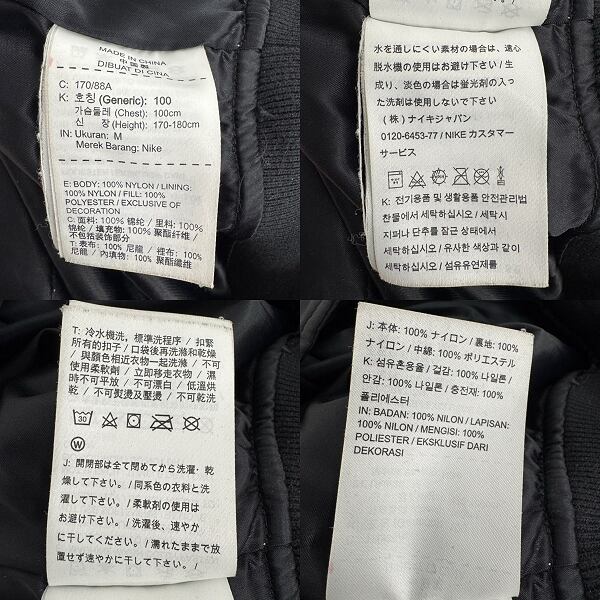 MADE IN CHINA
中国製
DIBUAT DI CINA
C: 170/88A
K: 호칭 (Generic): 100
가슴둘레 (Chest): 100cm
신 장 (Height): 170-180cm
IN: Ukuran: M
Merek Barang: Nike
E: BODY: 100% NYLON / LINING:
100% NYLON / FILL: 100%
POLYESTER / EXCLUSIVE OF
DECORATION
C: 面料: 100% 锦纶 / 里料: 100%
锦纶 / 填充物: 100% 聚酯纤维 /
不包括装饰部分
T: 表布: 100% 尼龍 / 裡布: 100%
尼龍 / 內填物: 100% 聚酯纖維
水を通しにくい素材の場合は、遠心
脱水機の使用はお避け下さい / 生
成り、淡色の場合は蛍光剤の入っ
た洗剤は使用しないで下さい
(株) ナイキジャパン
0120-6453-77 / NIKE カスタマー
サービス
K: 전기용품 및 생활용품 안전관리법
찬물에서 세탁하십시오 / 세탁시
지퍼나 단추를 잠근 상태에서
세탁하십시오 / 유사한 색상과 같이
세탁하십시오 / 섬유유연제를
T: 冷水機洗，標準洗程序 / 扣緊
所有的扣子 / 口袋後再洗滌和乾燥
/ 與顏色相近衣物一起洗滌 / 不可
使用柔軟劑 / 立即移走衣物 / 濕
時不可平放 / 不可漂白 / 低溫烘
乾 / 不可熨燙及壓燙 / 不可乾洗
30
W
J: 開閉部は全て閉めてから洗濯・乾
燥して下さい。/ 同系色の衣料と洗
濯して下さい。/ 柔軟剤の使用は
お避け下さい。/ 洗濯後、速やか
に干して下さい。/ 濡れたままで放
置せず速やかに干して下さい。/
J: 本体: 100% ナイロン / 裏地: 100%
ナイロン / 中綿: 100% ポリエステル
K: 섬유혼용율 / 겉감: 100% 나일론 /
안감: 100% 나일론 / 충전재: 100%
폴리에스터
IN: BADAN: 100% NILON / LAPISAN:
100% NILON / MENGISI: 100%
POLIESTER / EKSKLUSIF DARI
DEKORASI